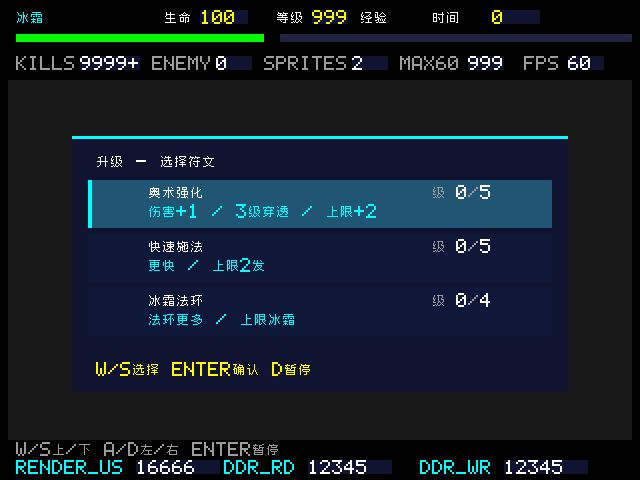 冰霜 生命 100 等级 999 经验 时间 0
KILLS 9999+ ENEMY 0 SPRITES 2 MAX60 999 FPS 60
升级 — 选择符文
奥术强化 级 0/5
伤害+1 / 3级穿透 / 上限+2
快速施法 级 0/5
更快 / 上限2发
冰霜法环 级 0/4
法环更多 / 上限冰霜
W/S选择 ENTER确认 D暂停
W/S上/下 A/D左/右 ENTER暂停
RENDER_US 16666 DDR_RD 12345 DDR_WR 12345